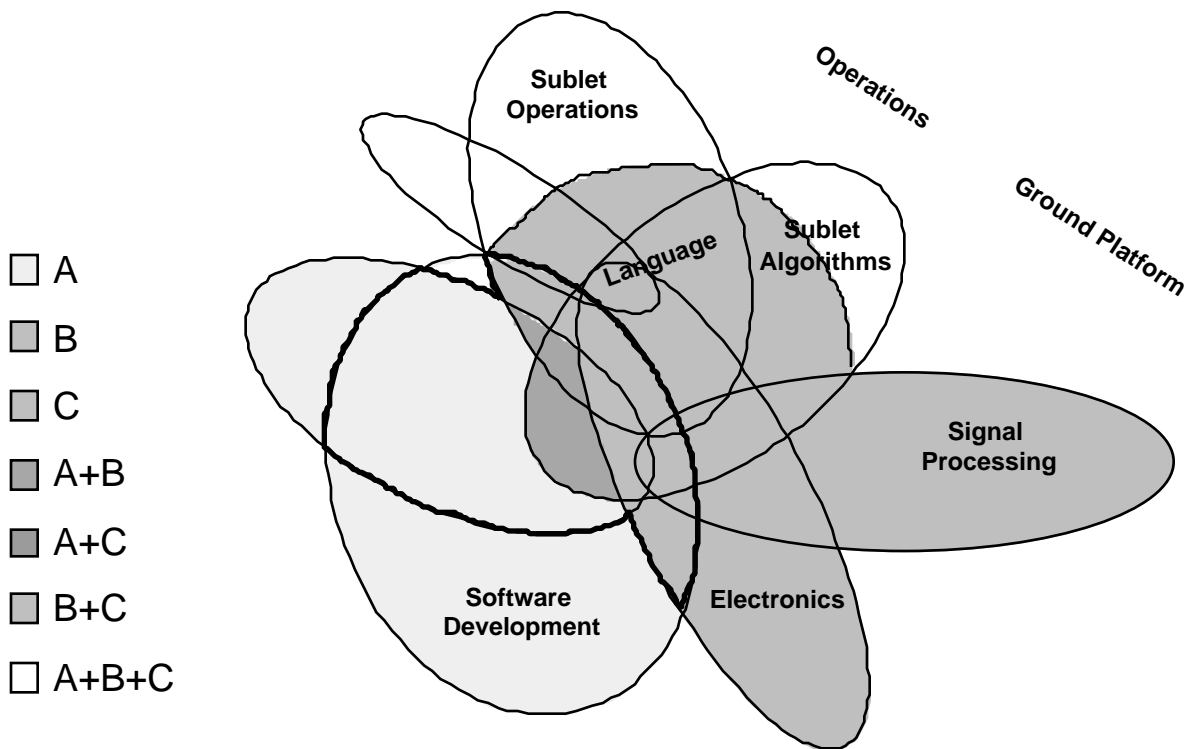 Sublet
Operations
Operations
Ground Platform
Language
Sublet
Algorithms
A
B
C
A+B
A+C
B+C
A+B+C
Signal
Processing
Software
Development
Electronics